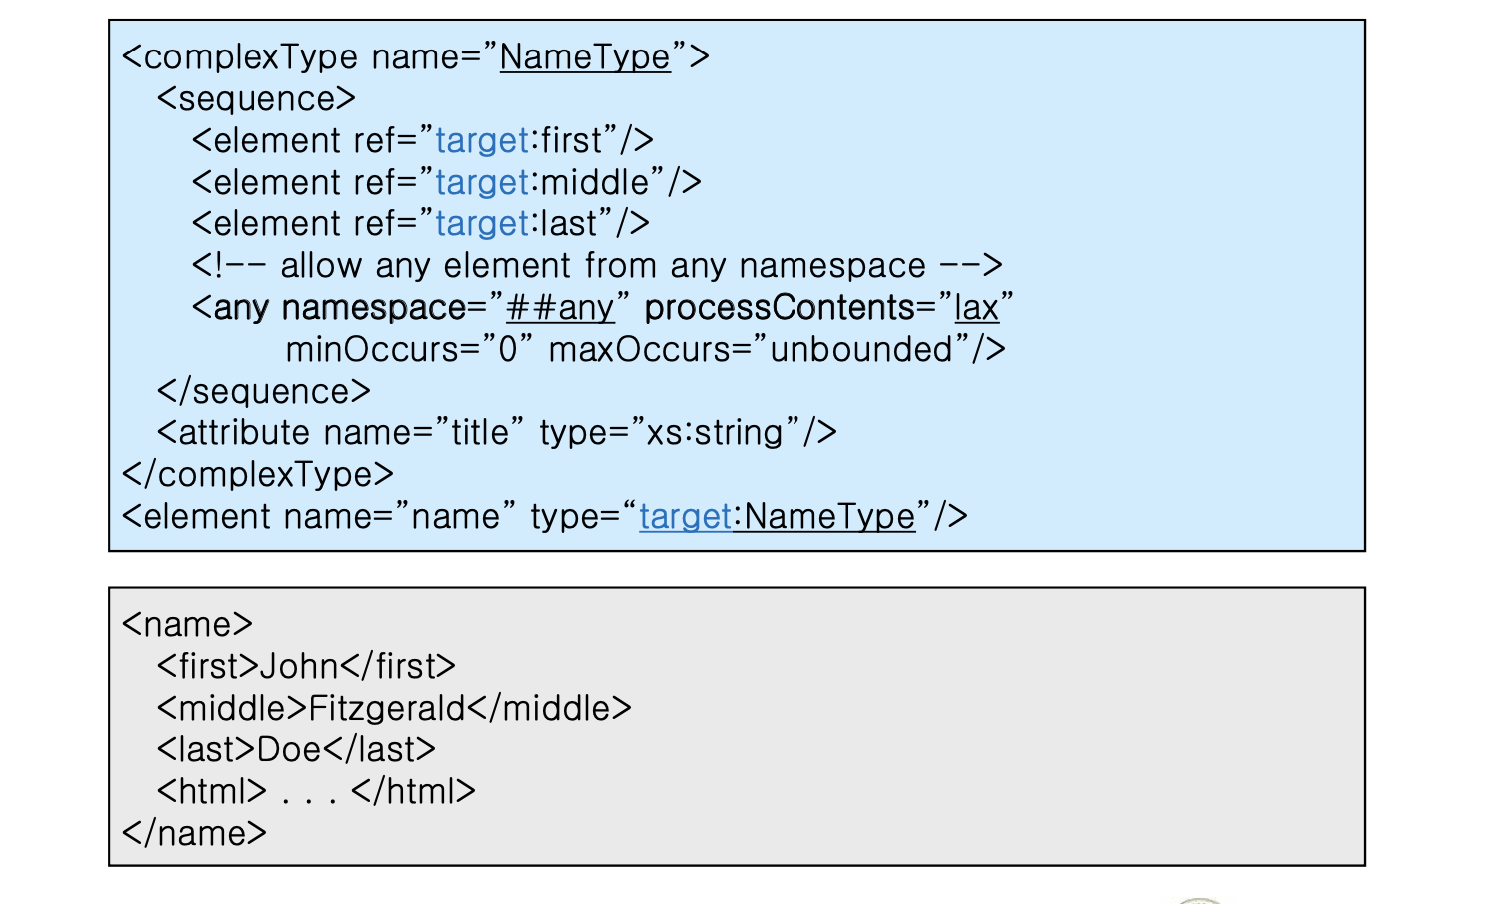 <complexType name=”NameType”>
<sequence>
<element ref=”target:first”/>
<element ref=”target:middle”/>
<element ref=”target:last”/>
<!-- allow any element from any namespace -->
<any namespace=”##any” processContents=”lax”
minOccurs=”0” maxOccurs=”unbounded”/>
</sequence>
<attribute name=”title” type=”xs:string”/>
</complexType>
<element name=”name” type=“target:NameType”/>
<name>
<first>John</first>
<middle>Fitzgerald</middle>
<last>Doe</last>
<html> . . . </html>
</name>